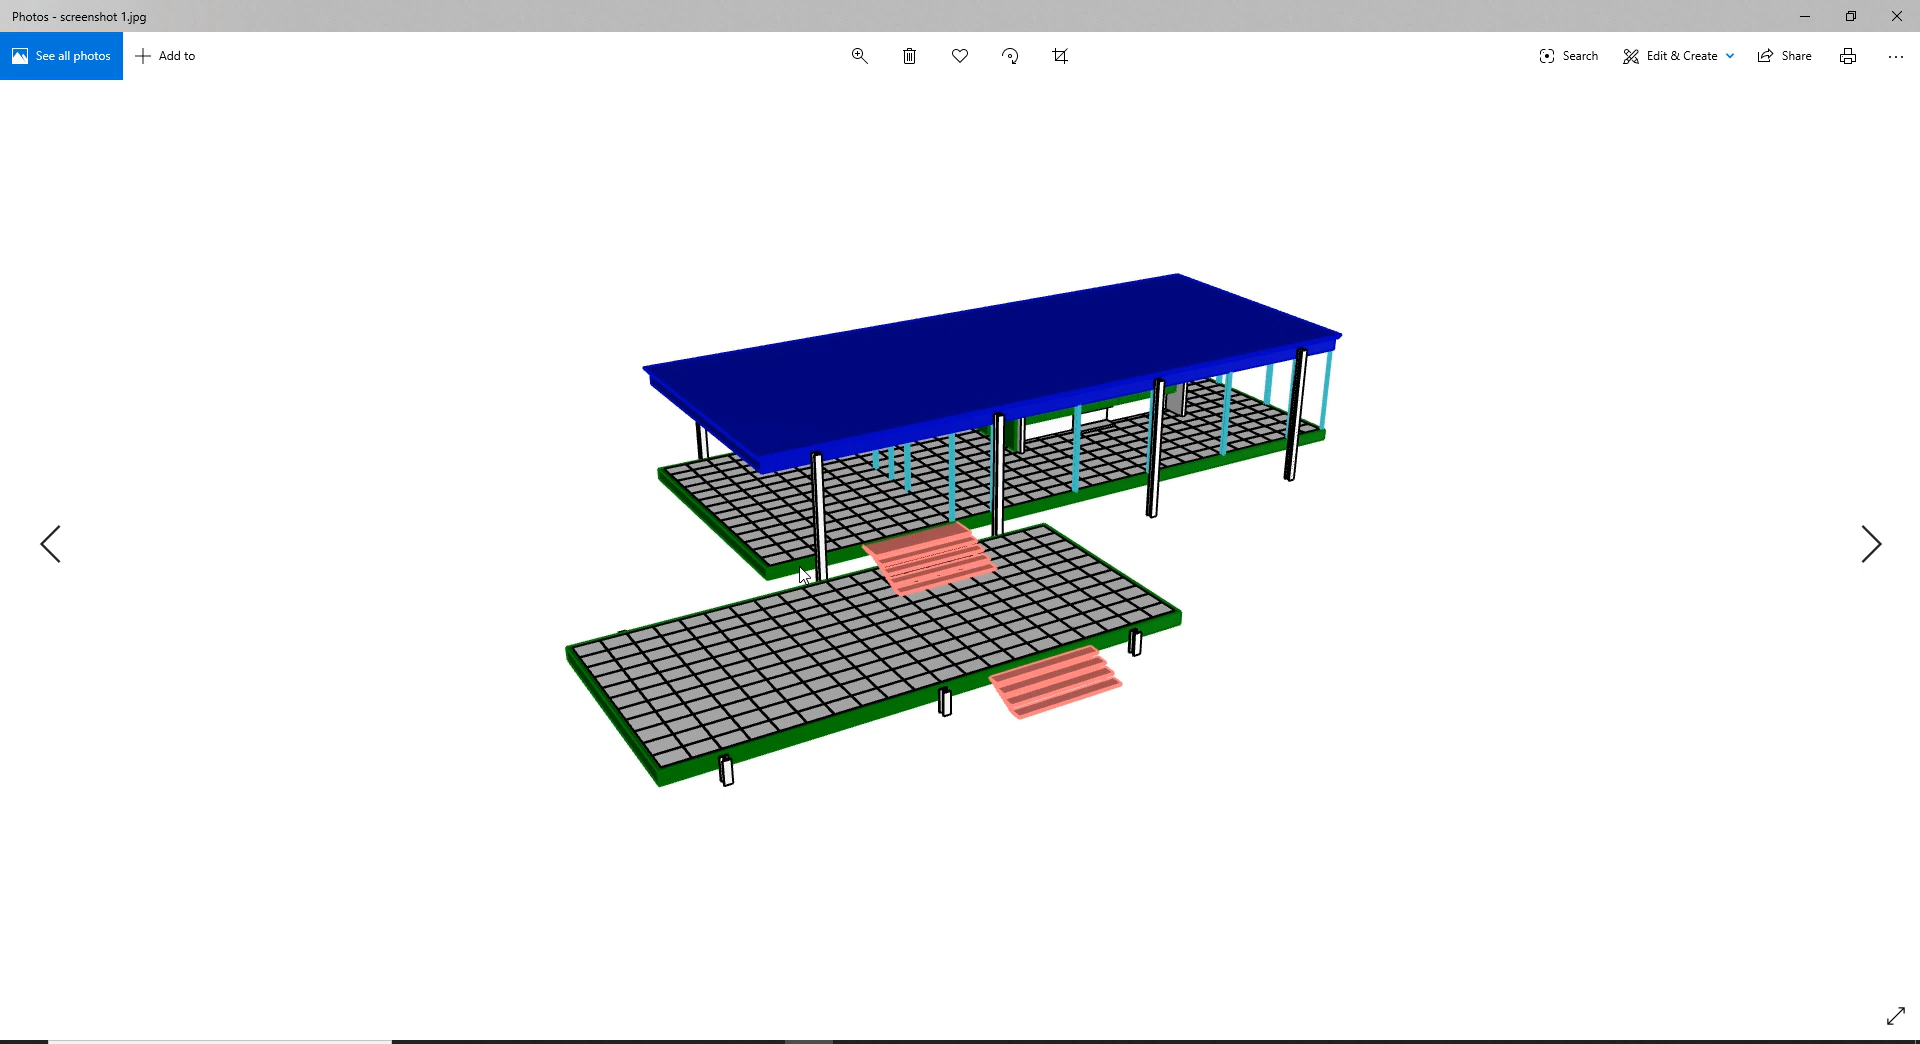 Photos - screenshot 1.jpg
See all photos
Add to
Search
Edit & Create
Share